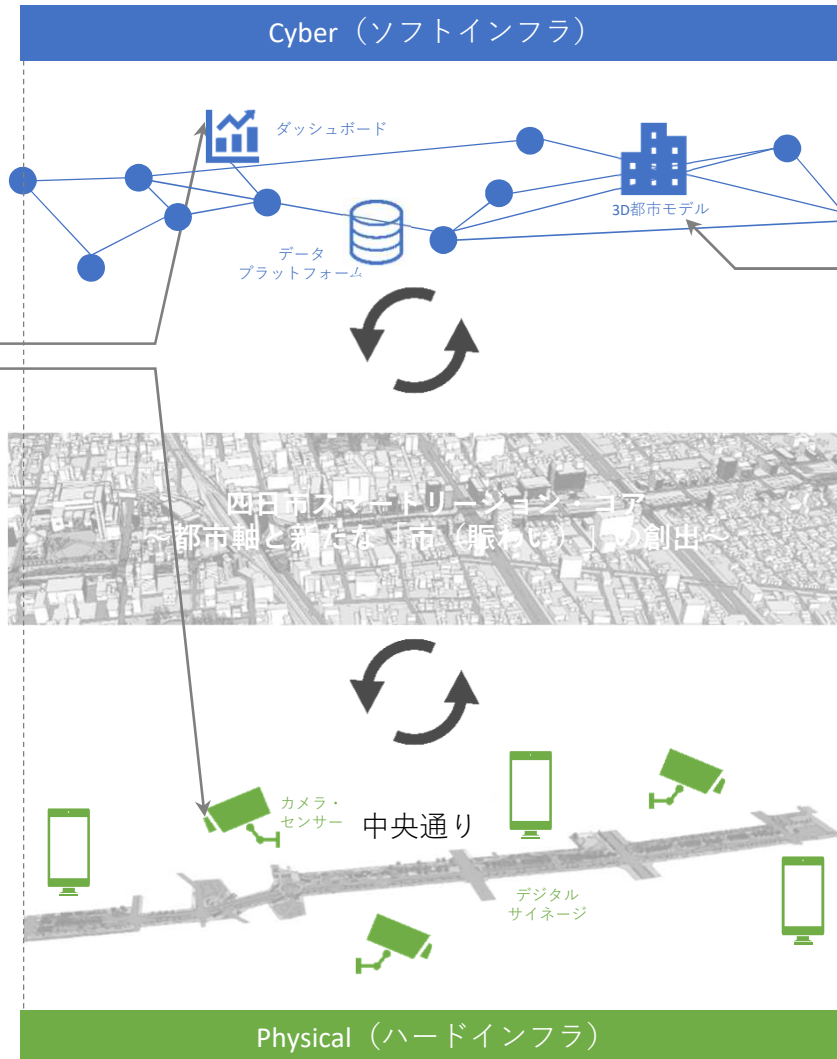 Cyber（ソフトインフラ）
ダッシュボード
3D都市モデル
データ
プラットフォーム
四日市スマートリージョン・コア
～都市軸と新たな「市（賑わい）」の創出～
カメラ・
センサー
中央通り
デジタル
サイネージ
Physical（ハードインフラ）